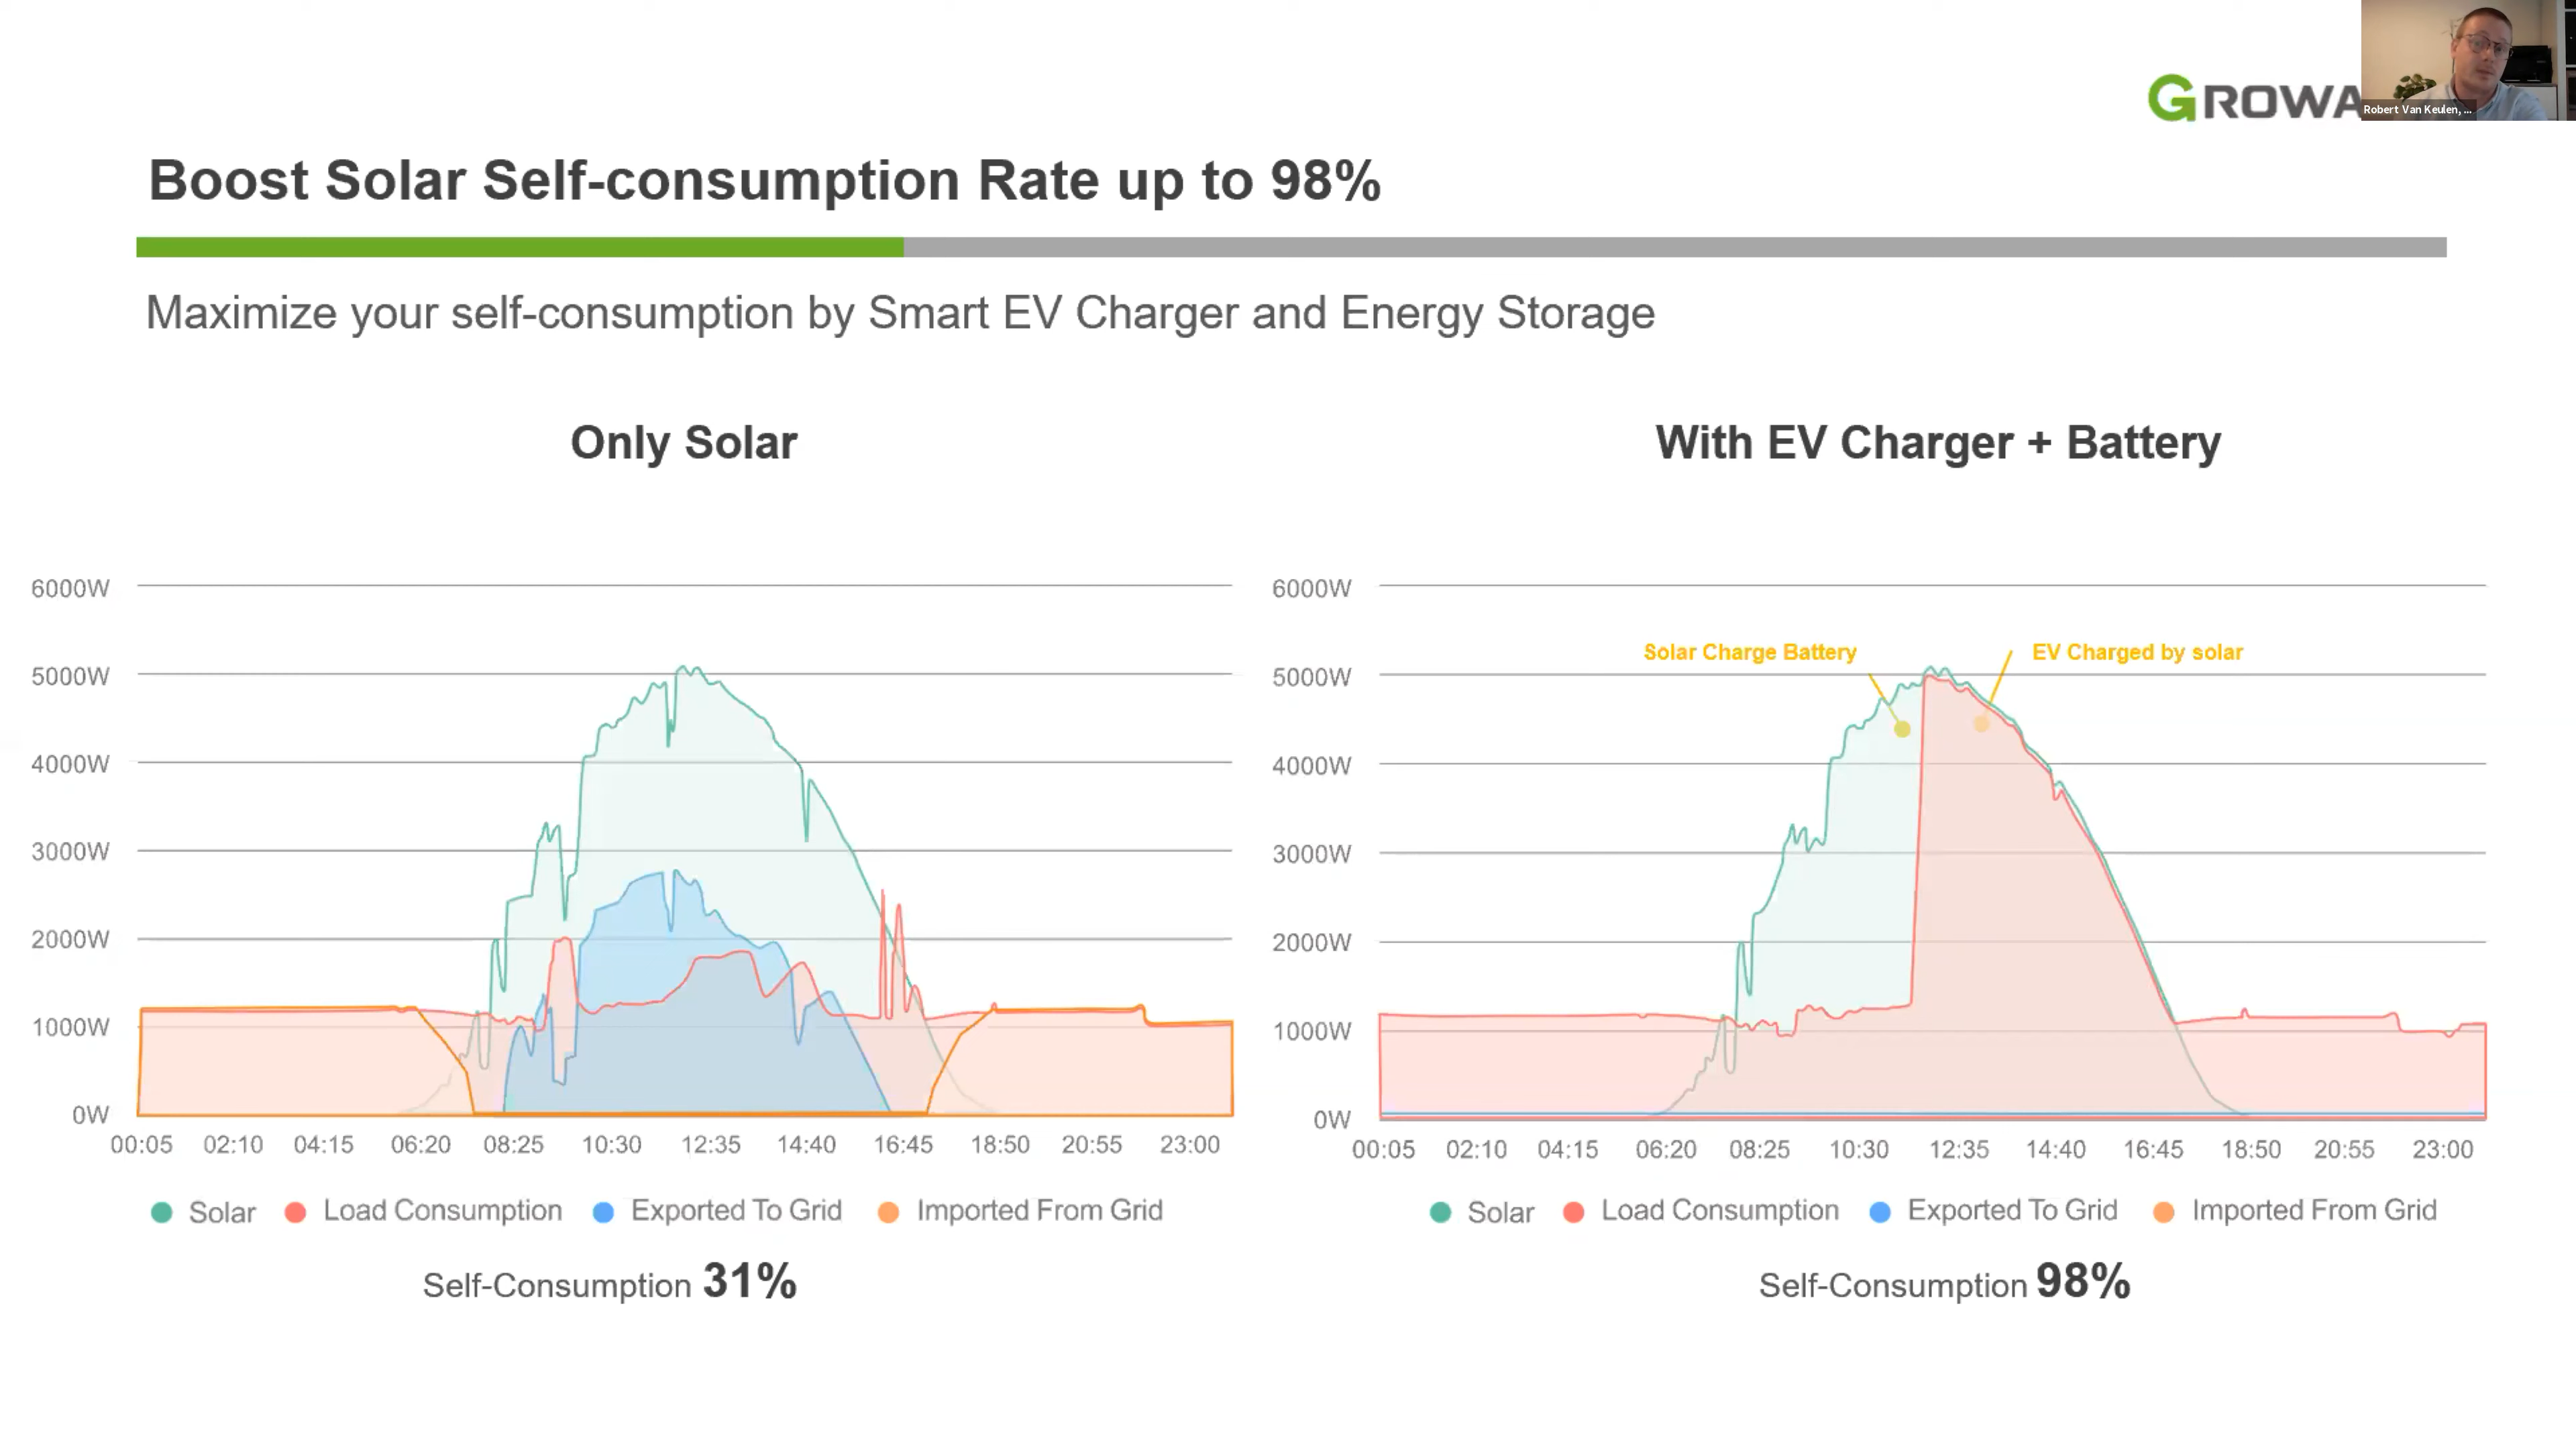 GROWA
Robert Van Keulen, ...
Boost Solar Self-consumption Rate up to 98%
Maximize your self-consumption by Smart EV Charger and Energy Storage
Only Solar
6000W
5000W
4000W
3000W
2000W
1000W
0W
00:05 02:10 04:15 06:20 08:25 10:30 12:35 14:40 16:45 18:50 20:55 23:00
Solar Load Consumption Exported To Grid Imported From Grid
Self-Consumption 31%
With EV Charger + Battery
Solar Charge Battery
EV Charged by solar
6000W
5000W
4000W
3000W
2000W
1000W
0W
00:05 02:10 04:15 06:20 08:25 10:30 12:35 14:40 16:45 18:50 20:55 23:00
Solar Load Consumption Exported To Grid Imported From Grid
Self-Consumption 98%